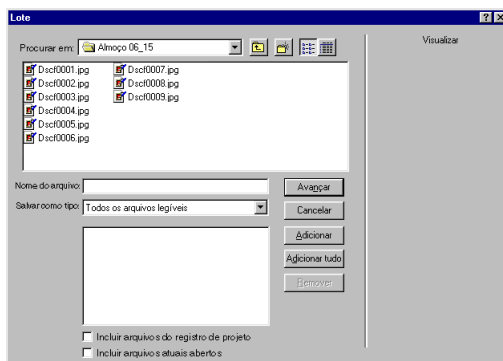 Lote
Procurar em: Almoço 06_15
Visualizar
Dscf0001.jpg Dscf0007.jpg
Dscf0002.jpg Dscf0008.jpg
Dscf0003.jpg Dscf0009.jpg
Dscf0004.jpg
Dscf0005.jpg
Dscf0006.jpg
Nome do arquivo: Avançar
Salvar como tipo: Todos os arquivos legíveis Cancelar
Adicionar
Adicionar tudo
Remover
Incluir arquivos do registro de projeto
Incluir arquivos atuais abertos